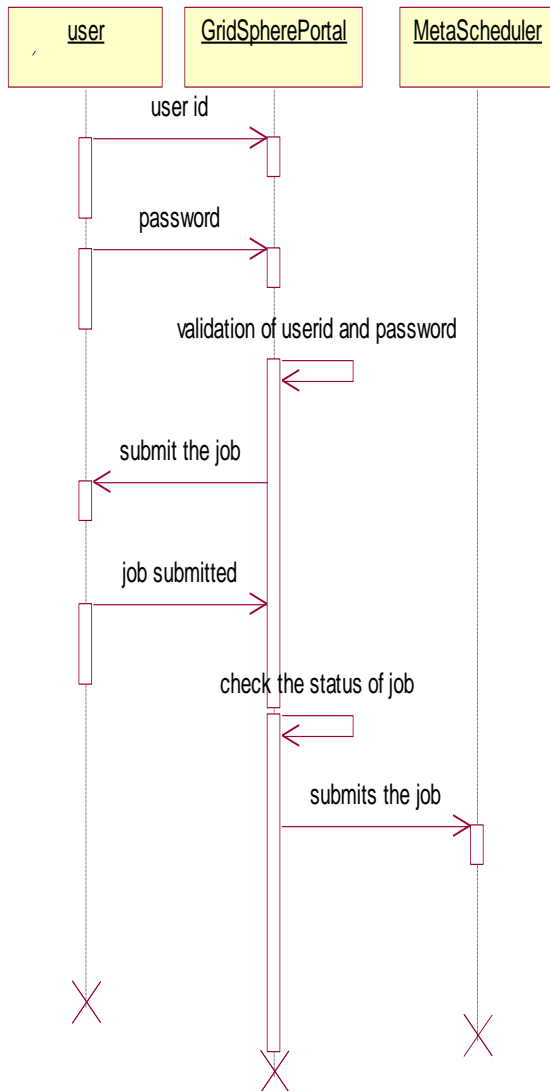 user
GridSpherePortal
MetaScheduler
user id
password
validation of userid and password
submit the job
job submitted
check the status of job
submits the job